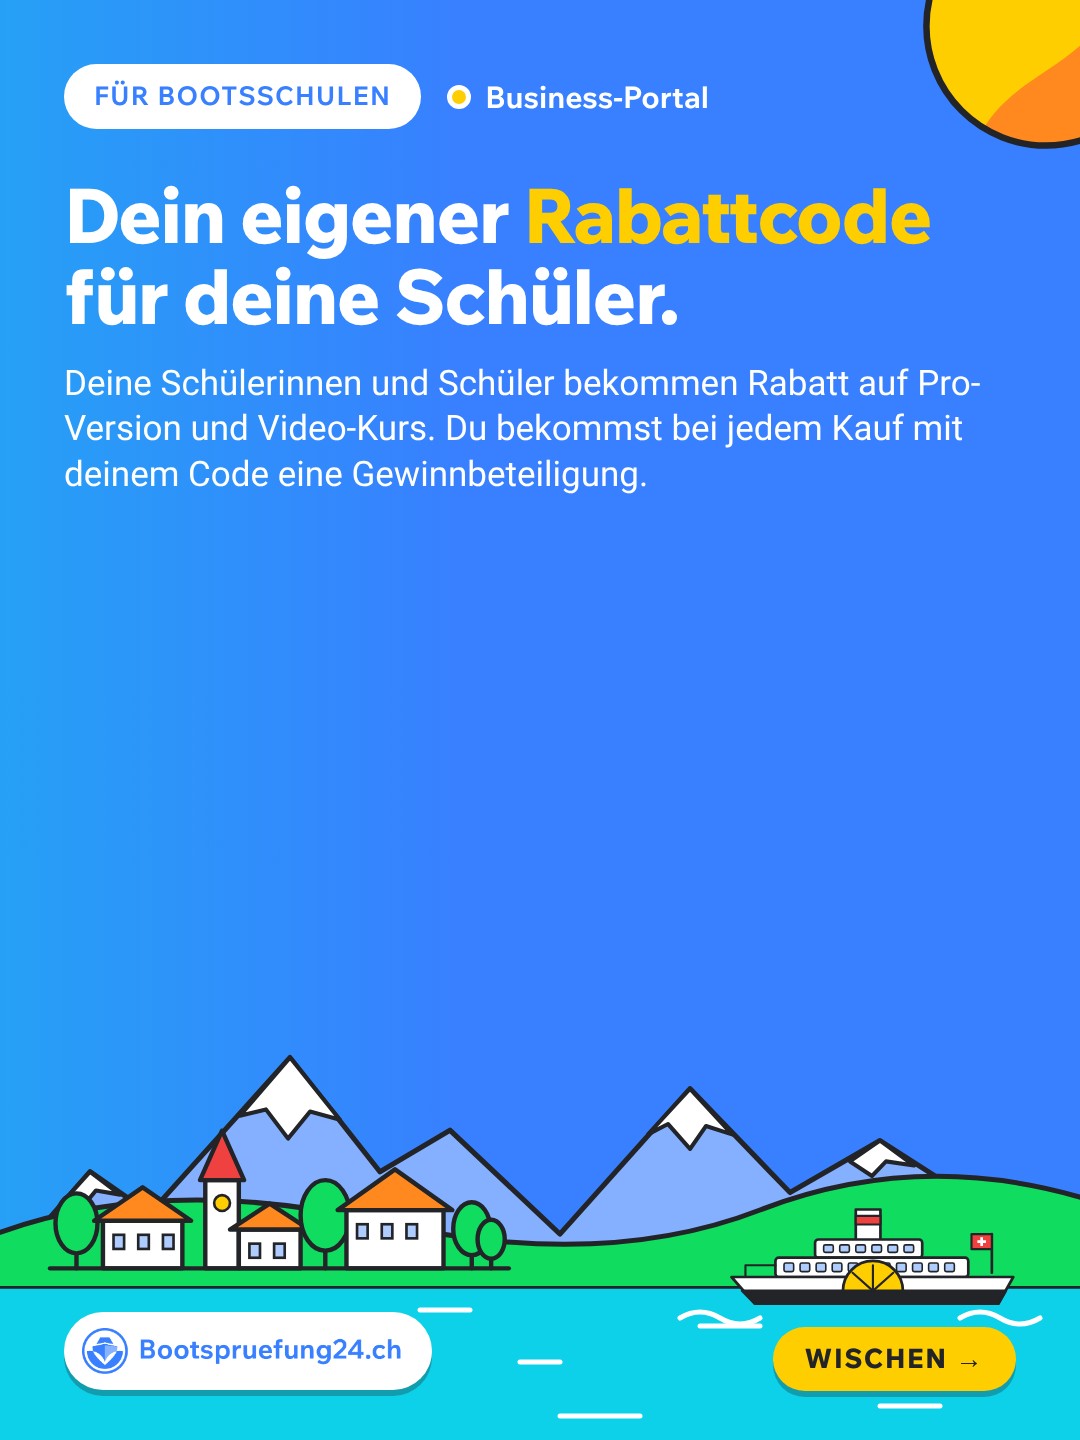 FÜR BOOTSSCHULEN
Business-Portal
Dein eigener Rabattcode
für deine Schüler.
Deine Schülerinnen und Schüler bekommen Rabatt auf Pro-
Version und Video-Kurs. Du bekommst bei jedem Kauf mit
deinem Code eine Gewinnbeteiligung.
Bootspruefung24.ch
WISCHEN →